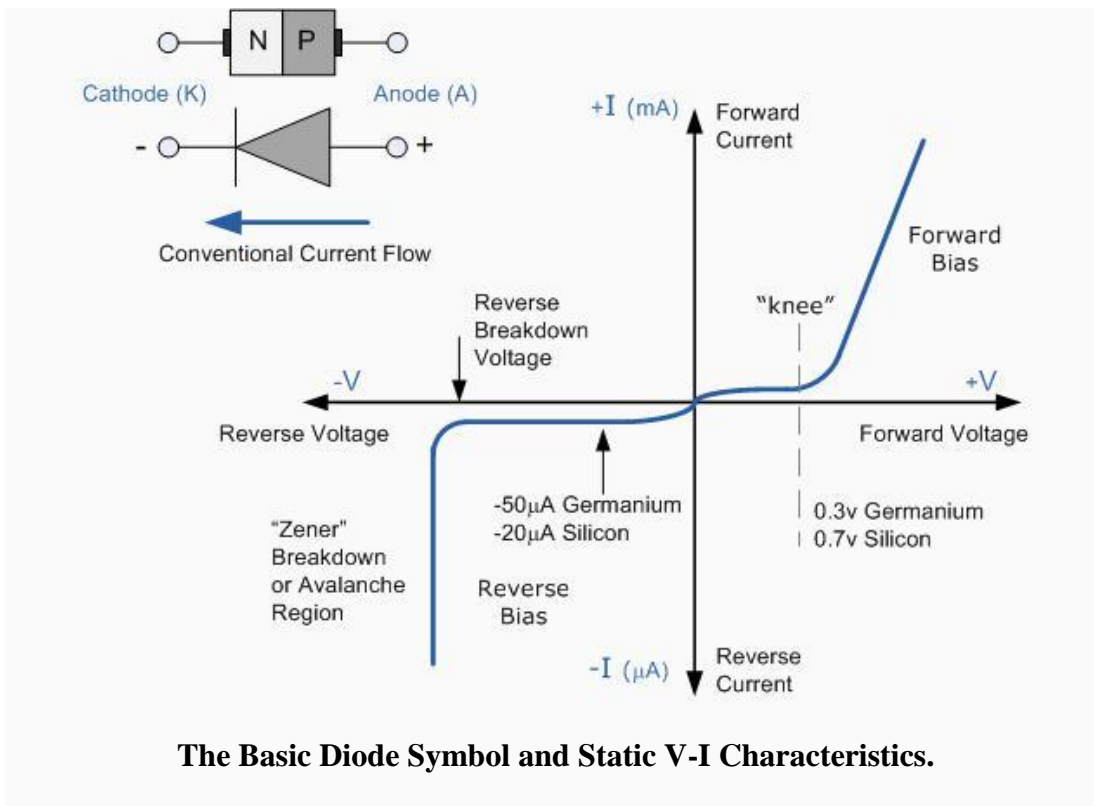 N P
Cathode (K)
Anode (A)
- +
Conventional Current Flow
+I (mA)
Forward
Current
Forward
Bias
"knee"
Reverse
Breakdown
Voltage
-V
+V
Reverse Voltage
Forward Voltage
-50μA Germanium
-20μA Silicon
0.3v Germanium
0.7v Silicon
"Zener"
Breakdown
or Avalanche
Region
Reverse
Bias
-I (μA)
Reverse
Current
The Basic Diode Symbol and Static V-I Characteristics.